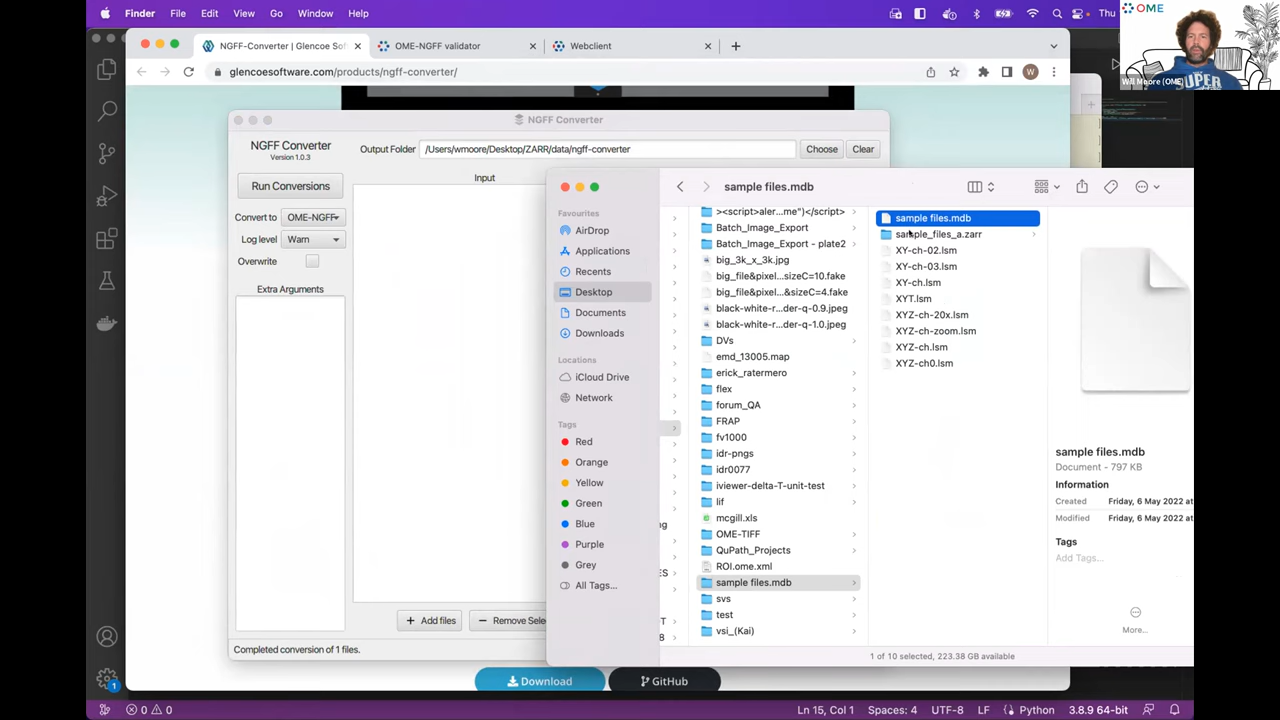 Finder File Edit View Go Window Help Thu
OME
SUPER
Will Moore (OME)
NGFF-Converter | Glencoe Sof
OME-NGFF validator
Webclient
glencoesoftware.com/products/ngff-converter/
W
NGFF Converter
NGFF Converter
Version 1.0.3
Output Folder /Users/wmoore/Desktop/ZARR/data/ngff-converter Choose Clear
Run Conversions
Input
Convert to OME-NGFF
Log level Warn
Overwrite
Extra Arguments
+ Add files
− Remove Sele
Completed conversion of 1 files.
sample files.mdb
Favourites
AirDrop
Applications
Recents
Desktop
Documents
Downloads
Locations
iCloud Drive
Network
Tags
Red
Orange
Yellow
Green
Blue
Purple
Grey
All Tags...
><script>aler...me")</script>
Batch_Image_Export
Batch_Image_Export - plate2
big_3k_x_3k.jpg
big_file&pixel...sizeC=10.fake
big_file&pixel...&sizeC=4.fake
black-white-r...der-q-0.9.jpeg
black-white-r...der-q-1.0.jpeg
DVs
emd_13005.map
erick_ratermero
flex
forum_QA
FRAP
fv1000
idr-pngs
idr0077
iviewer-delta-T-unit-test
lif
mcgill.xls
OME-TIFF
QuPath_Projects
ROI.ome.xml
sample files.mdb
svs
test
vsi_(Kai)
sample files.mdb
sample_files_a.zarr
XY-ch-02.lsm
XY-ch-03.lsm
XY-ch.lsm
XYT.lsm
XYZ-ch-20x.lsm
XYZ-ch-zoom.lsm
XYZ-ch.lsm
XYZ-ch0.lsm
sample files.mdb
Document - 797 KB
Information
Created Friday, 6 May 2022 at
Modified Friday, 6 May 2022 at
Tags
Add Tags...
More...
1 of 10 selected, 223.38 GB available
Download
GitHub
1
0 0
Ln 15, Col 1 Spaces: 4 UTF-8 LF Python 3.8.9 64-bit